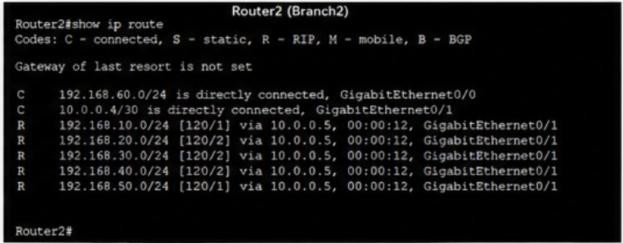 Router2 (Branch2)
Router2#show ip route
Codes: C - connected, S - static, R - RIP, M - mobile, B - BGP
Gateway of last resort is not set
C 192.168.60.0/24 is directly connected, GigabitEthernet0/0
C 10.0.0.4/30 is directly connected, GigabitEthernet0/1
R 192.168.10.0/24 [120/1] via 10.0.0.5, 00:00:12, GigabitEthernet0/1
R 192.168.20.0/24 [120/2] via 10.0.0.5, 00:00:12, GigabitEthernet0/1
R 192.168.30.0/24 [120/2] via 10.0.0.5, 00:00:12, GigabitEthernet0/1
R 192.168.40.0/24 [120/2] via 10.0.0.5, 00:00:12, GigabitEthernet0/1
R 192.168.50.0/24 [120/1] via 10.0.0.5, 00:00:12, GigabitEthernet0/1
Router2#